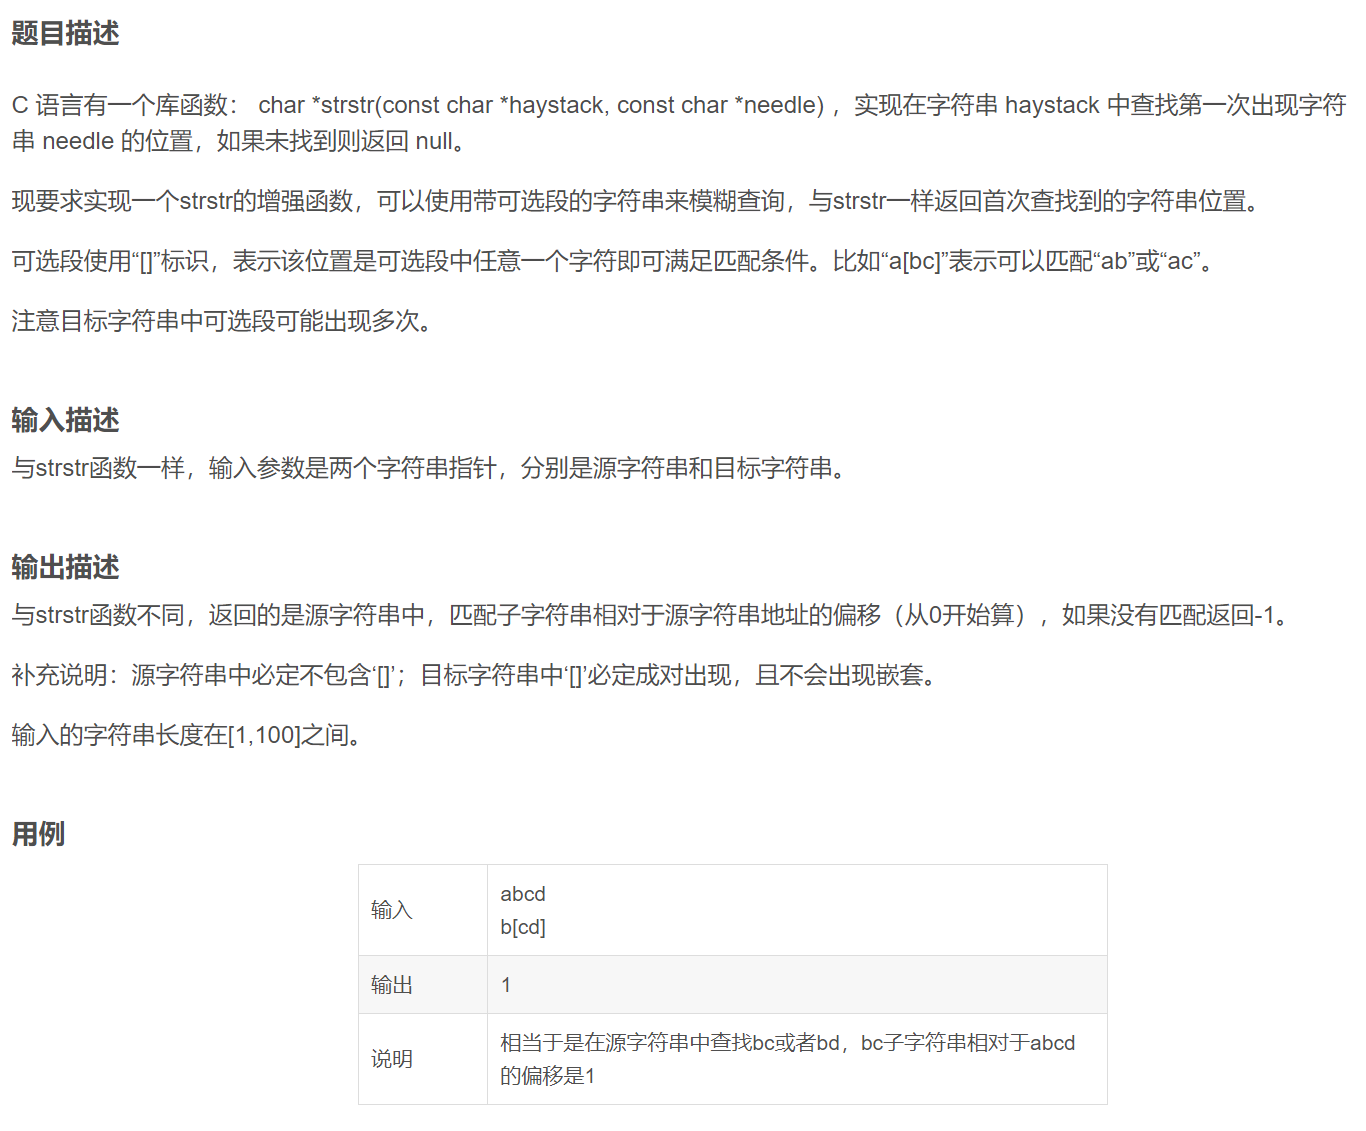 题目描述
C 语言有一个库函数： char *strstr(const char *haystack, const char *needle) ，实现在字符串 haystack 中查找第一次出现字符
串 needle 的位置，如果未找到则返回 null。
现要求实现一个strstr的增强函数，可以使用带可选段的字符串来模糊查询，与strstr一样返回首次查找到的字符串位置。
可选段使用“[]”标识，表示该位置是可选段中任意一个字符即可满足匹配条件。比如“a[bc]”表示可以匹配“ab”或“ac”。
注意目标字符串中可选段可能出现多次。
输入描述
与strstr函数一样，输入参数是两个字符串指针，分别是源字符串和目标字符串。
输出描述
与strstr函数不同，返回的是源字符串中，匹配子字符串相对于源字符串地址的偏移（从0开始算），如果没有匹配返回-1。
补充说明：源字符串中必定不包含‘[]’；目标字符串中‘[]’必定成对出现，且不会出现嵌套。
输入的字符串长度在[1,100]之间。
用例
输入
abcd
b[cd]
输出
1
说明
相当于是在源字符串中查找bc或者bd，bc子字符串相对于abcd
的偏移是1